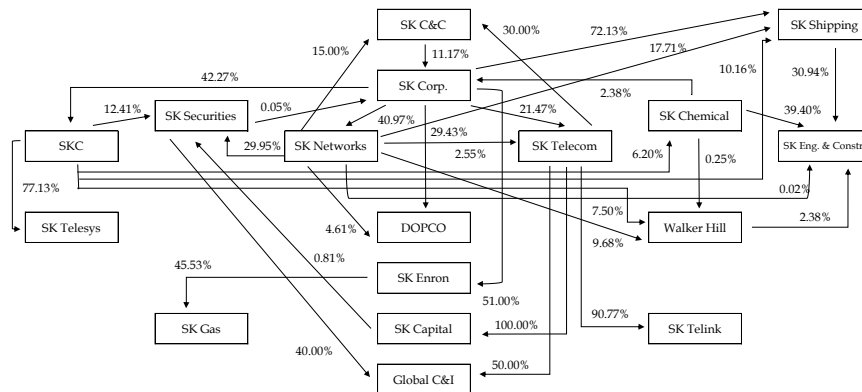 SK C&C
SK Shipping
30.00%
72.13%
15.00%
11.17%
17.71%
42.27%
SK Corp.
10.16%
30.94%
12.41%
SK Securities
0.05%
40.97%
21.47%
2.38%
SK Chemical
39.40%
SKC
29.43%
SK Networks
SK Telecom
SK Eng. & Constr
29.95%
2.55%
6.20%
0.25%
77.13%
0.02%
SK Telesys
4.61%
DOPCO
7.50%
Walker Hill
2.38%
9.68%
0.81%
45.53%
SK Enron
51.00%
90.77%
SK Gas
SK Capital
100.00%
SK Telink
40.00%
50.00%
Global C&I